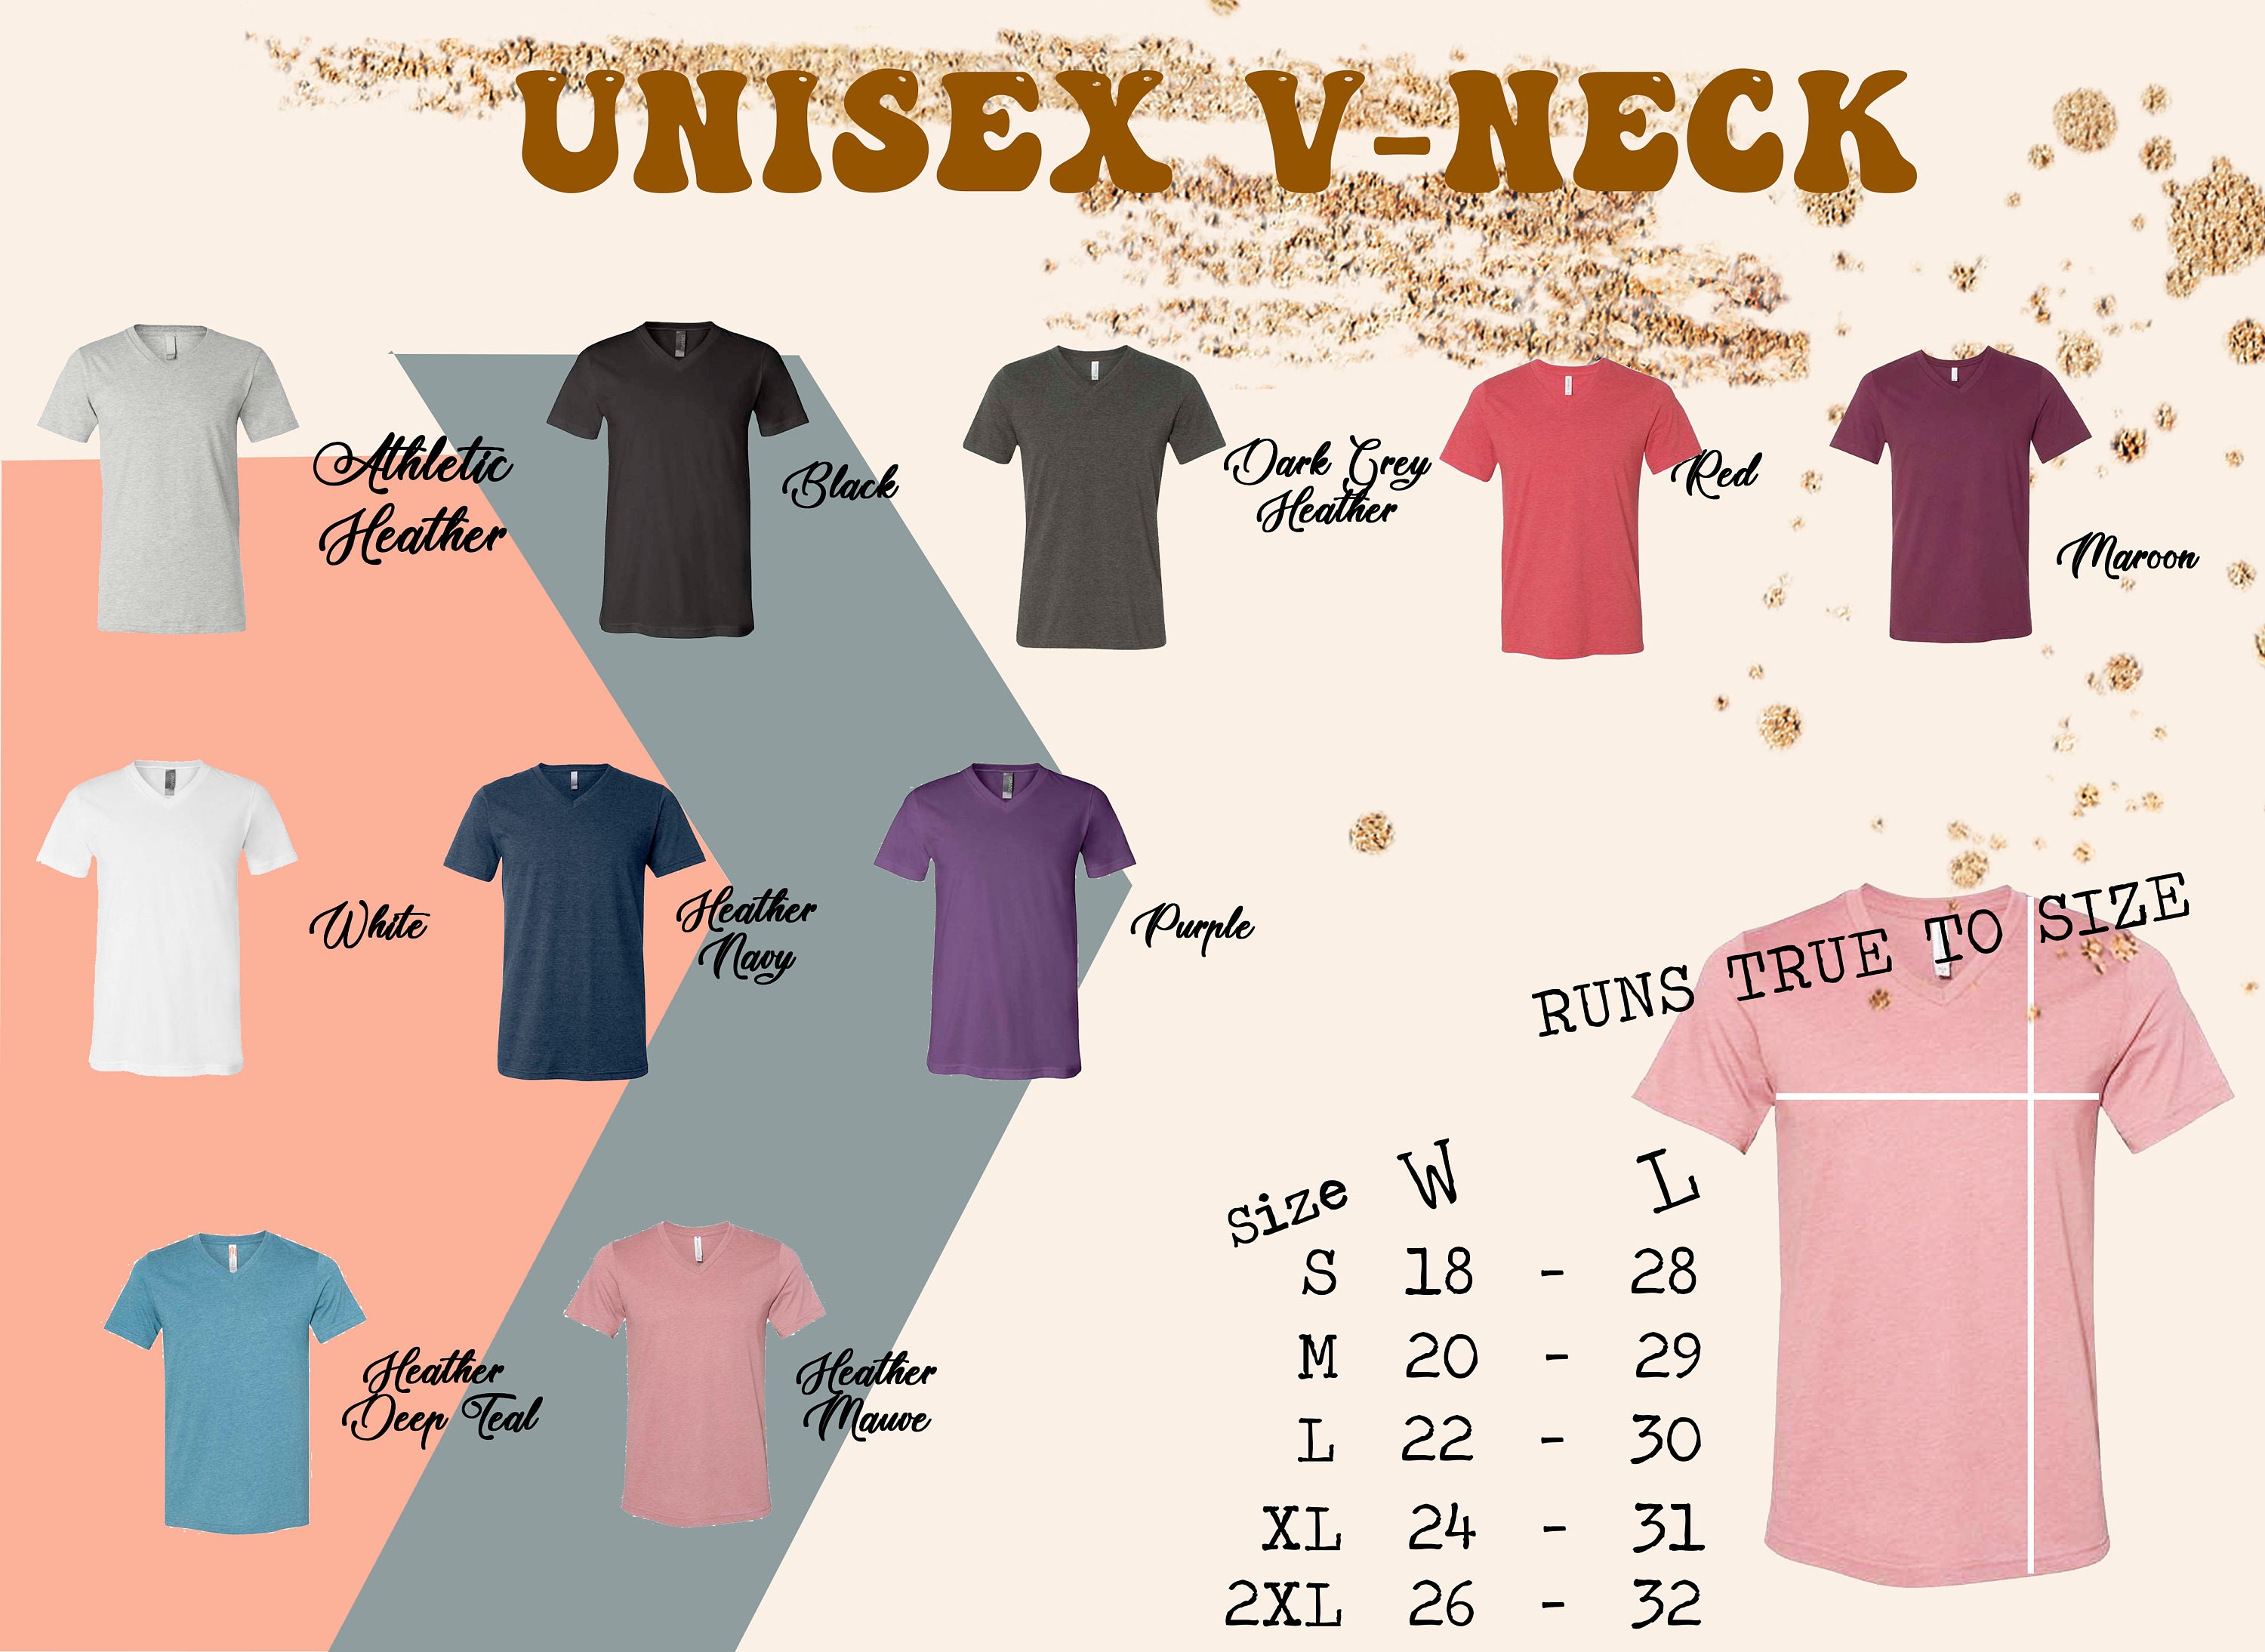 UNISEX V-NECK
Athletic
Heather
Black
Dark Grey
Heather
Red
Maroon
White
Heather
Navy
Purple
Heather
Deep Teal
Heather
Mauve
RUNS TRUE TO SIZE
Size W L
S 18 - 28
M 20 - 29
L 22 - 30
XL 24 - 31
2XL 26 - 32